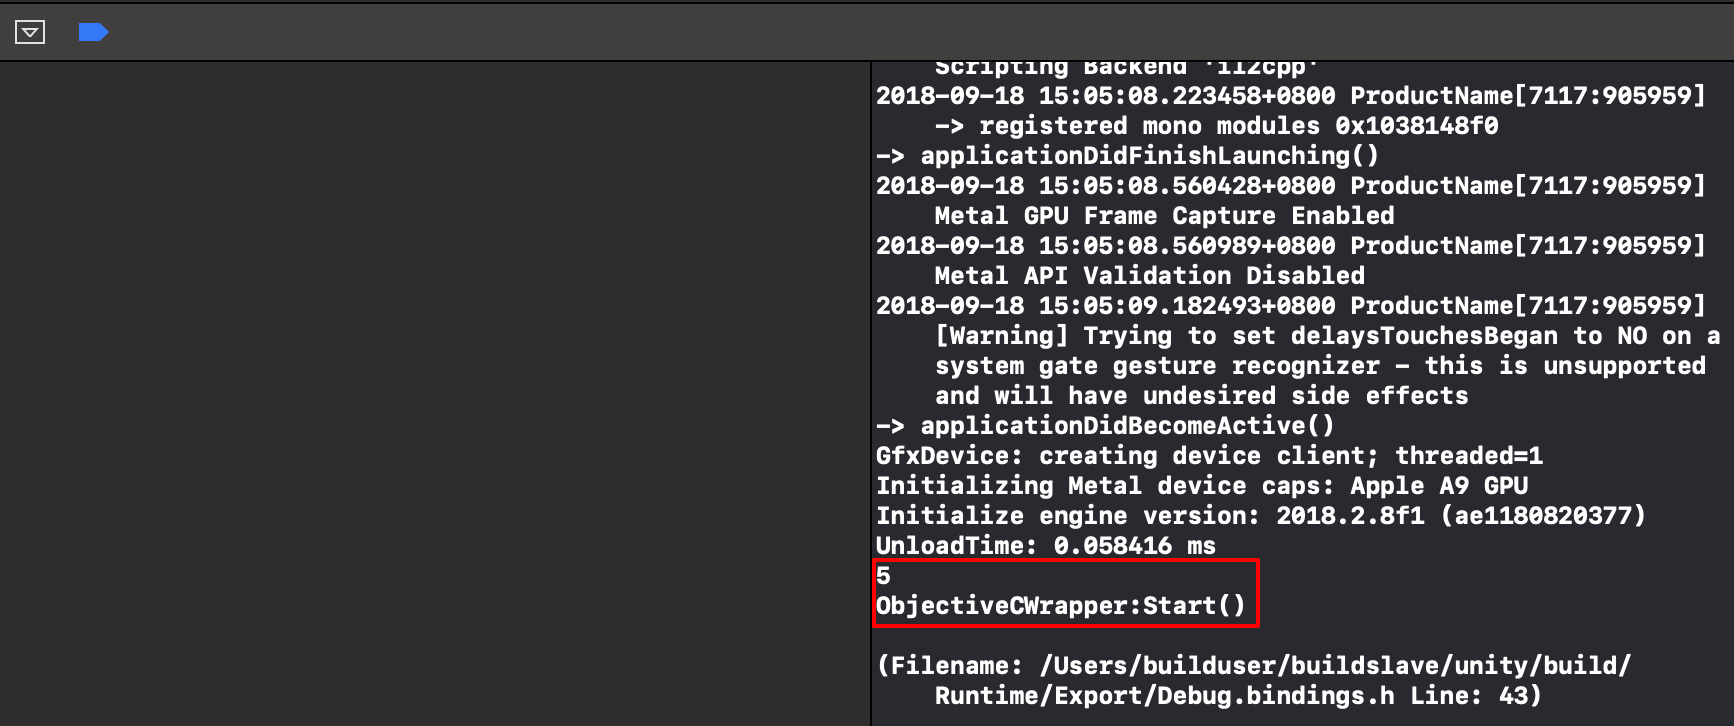 Scripting Backend 'il2cpp'
2018-09-18 15:05:08.223458+0800 ProductName[7117:905959]
-> registered mono modules 0x1038148f0
-> applicationDidFinishLaunching()
2018-09-18 15:05:08.560428+0800 ProductName[7117:905959]
Metal GPU Frame Capture Enabled
2018-09-18 15:05:08.560989+0800 ProductName[7117:905959]
Metal API Validation Disabled
2018-09-18 15:05:09.182493+0800 ProductName[7117:905959]
[Warning] Trying to set delaysTouchesBegan to NO on a
system gate gesture recognizer - this is unsupported
and will have undesired side effects
-> applicationDidBecomeActive()
GfxDevice: creating device client; threaded=1
Initializing Metal device caps: Apple A9 GPU
Initialize engine version: 2018.2.8f1 (ae1180820377)
UnloadTime: 0.058416 ms
5
ObjectiveCWrapper:Start()
(Filename: /Users/builduser/buildslave/unity/build/
Runtime/Export/Debug.bindings.h Line: 43)